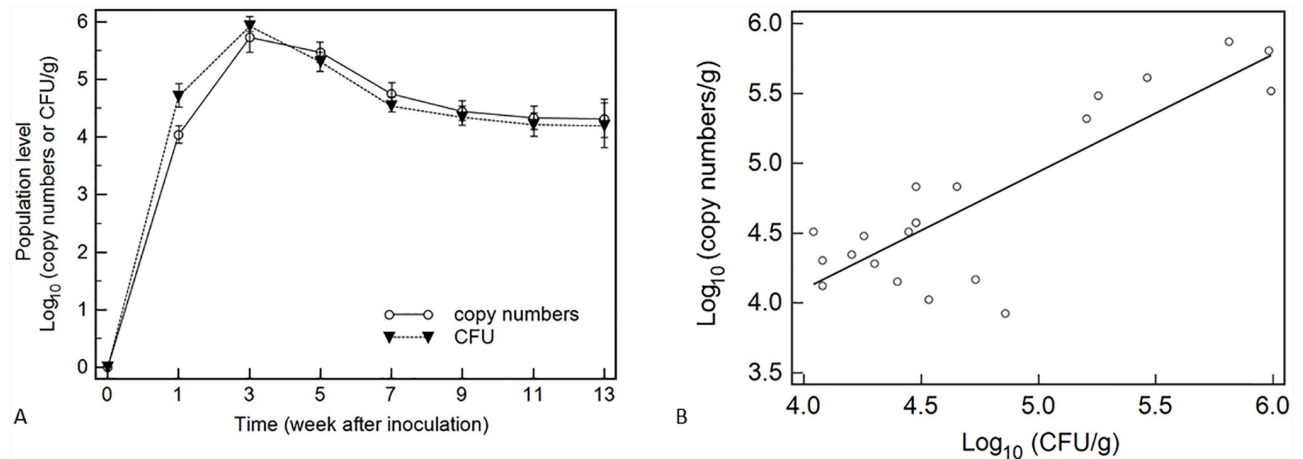 Population level
Log10 (copy numbers or CFU/g)
6
5
4
3
2
1
0
copy numbers
CFU
0 1 3 5 7 9 11 13
Time (week after inoculation)
A
Log10 (copy numbers/g)
6.0
5.5
5.0
4.5
4.0
3.5
4.0 4.5 5.0 5.5 6.0
Log10 (CFU/g)
B